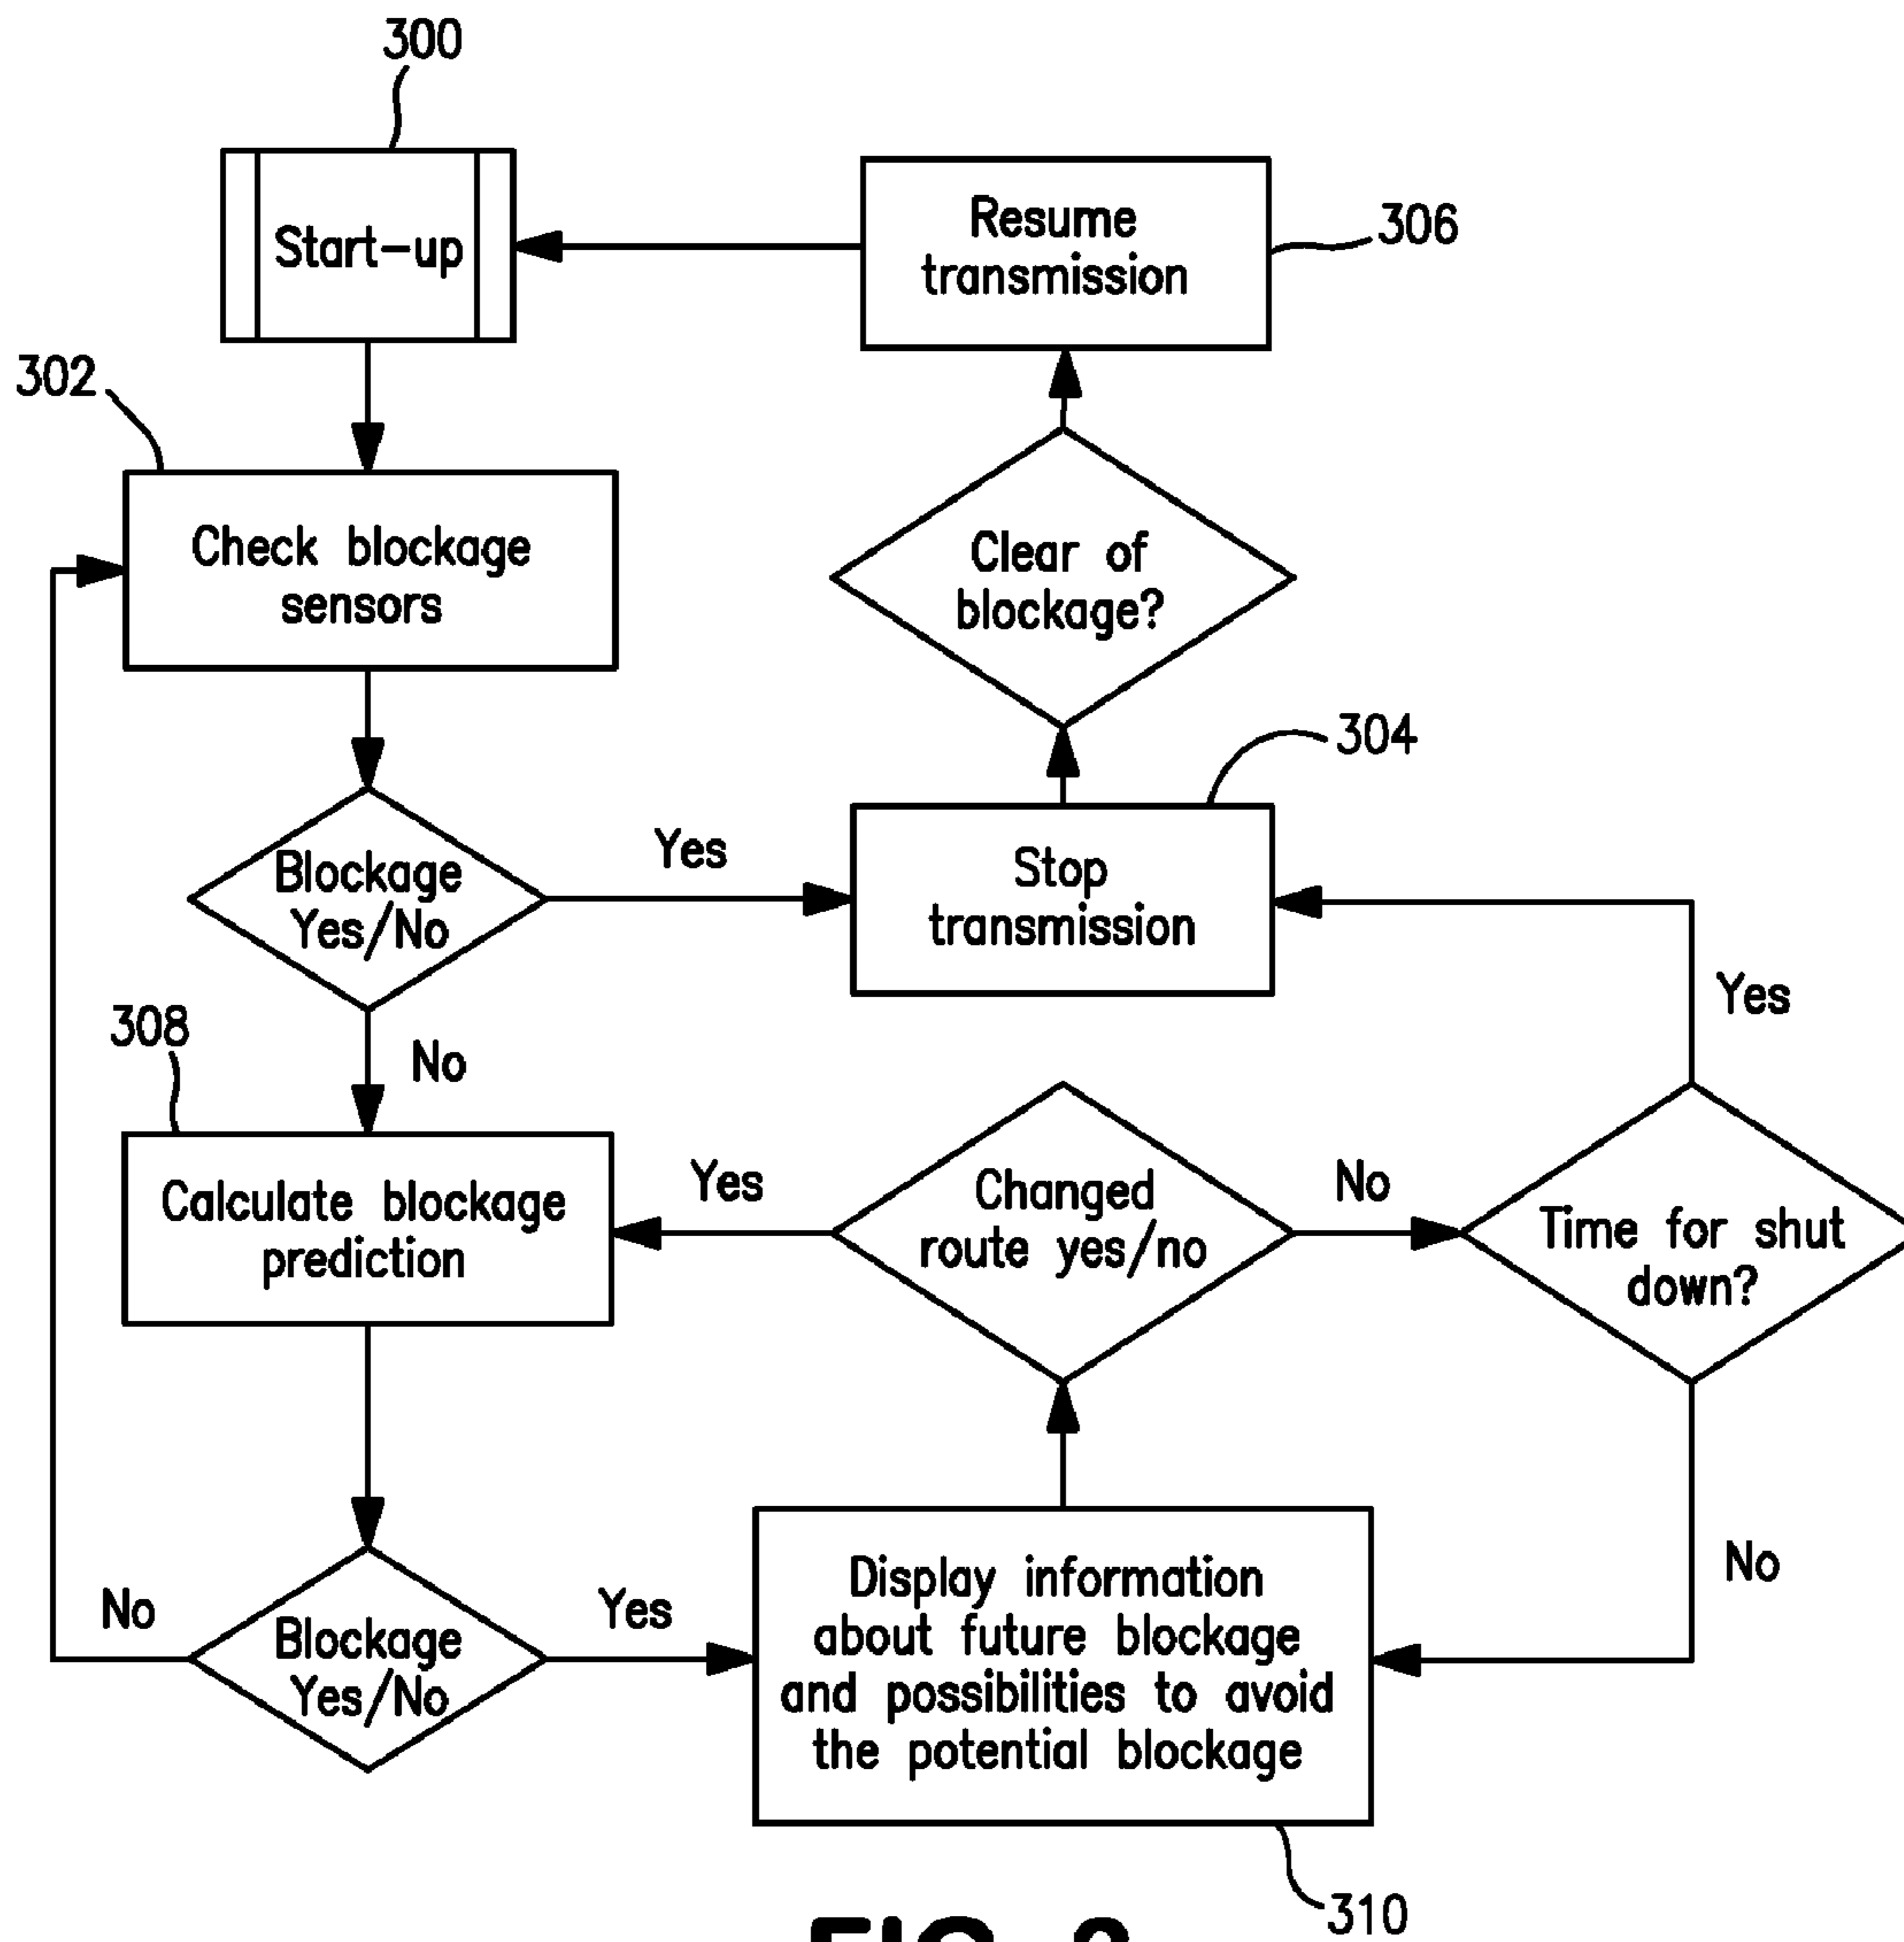 300
Start-up
Resume
transmission
306
302
Check blockage
sensors
Clear of
blockage?
304
Blockage
Yes/No
Yes
Stop
transmission
Yes
308
No
Calculate blockage
prediction
Yes
Changed
route yes/no
No
Time for shut
down?
No
Blockage
Yes/No
Yes
Display information
about future blockage
and possibilities to avoid
the potential blockage
No
310